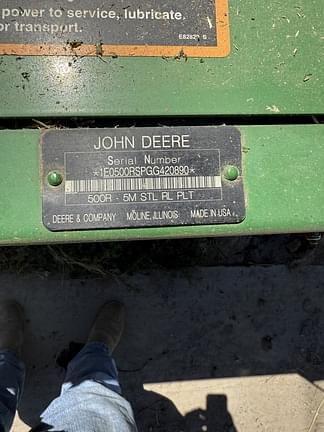 power to service, lubricate.
or transport.
JOHN DEERE
Serial Number
*1E0500RSPGG420890*
500R - 5M STL RL PLT
DEERE & COMPANY MOLINE, ILLINOIS MADE IN USA